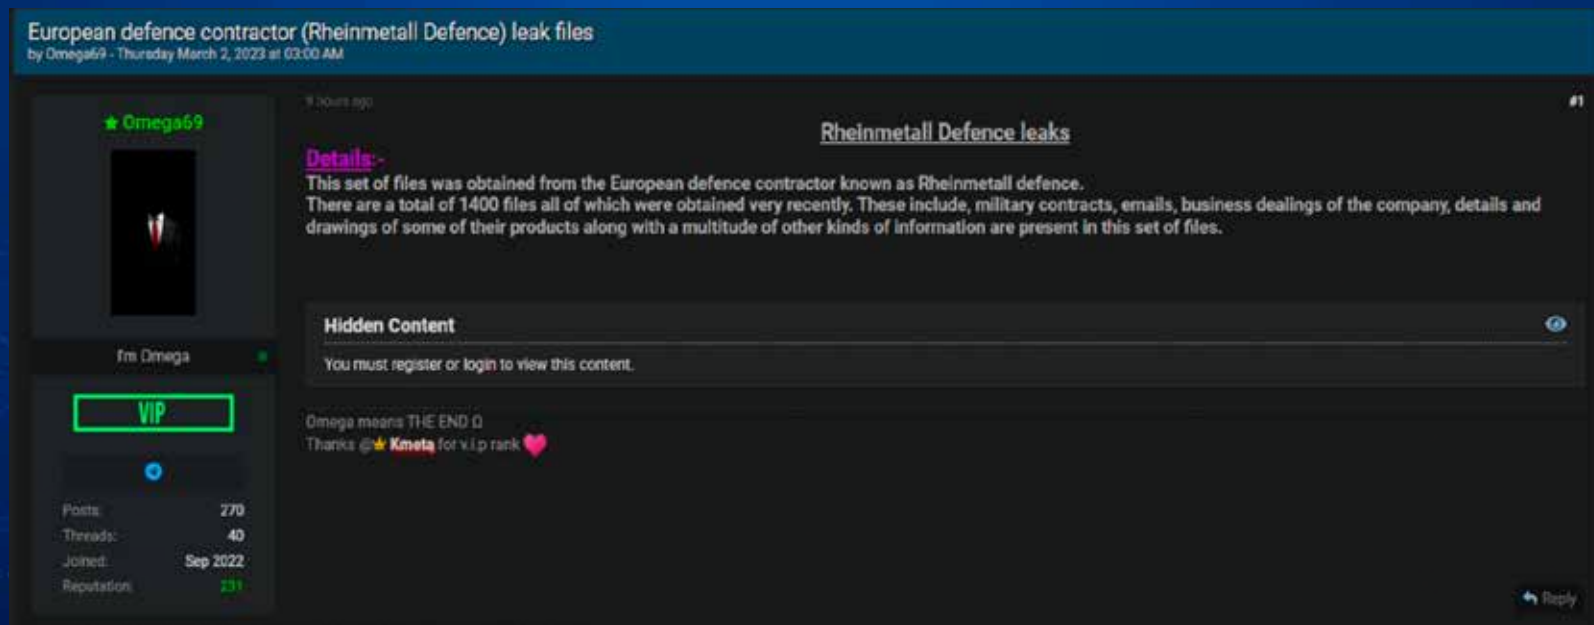 European defence contractor (Rheinmetall Defence) leak files
by Omega69 - Thursday March 2, 2023 at 03:00 AM
9 hours ago
#1
Omega69
Rheinmetall Defence leaks
Details:-
This set of files was obtained from the European defence contractor known as Rheinmetall defence.
There are a total of 1400 files all of which were obtained very recently. These include, military contracts, emails, business dealings of the company, details and
drawings of some of their products along with a multitude of other kinds of information are present in this set of files.
Hidden Content
You must register or login to view this content.
I'm Omega
VIP
Omega means THE END Ω
Thanks @ Kmeta for v.i.p rank
Posts: 270
Threads: 40
Joined: Sep 2022
Reputation: 231
Reply